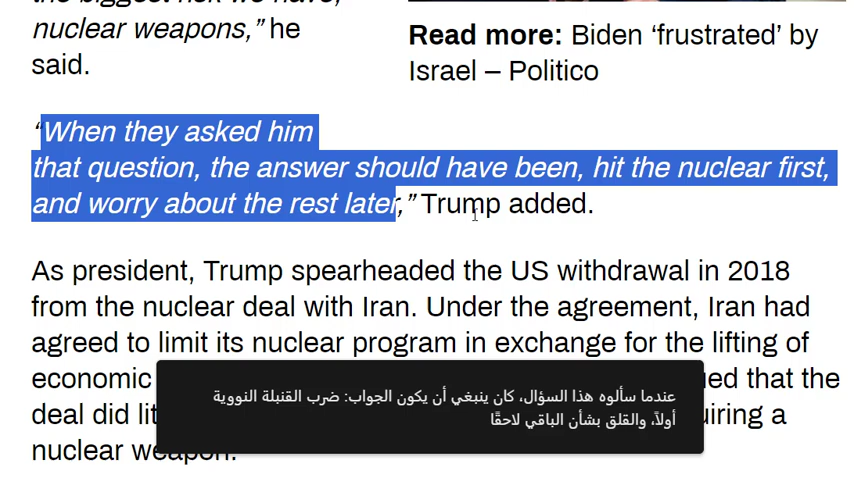 nuclear weapons,” he
said.
Read more: Biden ‘frustrated’ by
Israel – Politico
“When they asked him
that question, the answer should have been, hit the nuclear first,
and worry about the rest later,” Trump added.
As president, Trump spearheaded the US withdrawal in 2018
from the nuclear deal with Iran. Under the agreement, Iran had
agreed to limit its nuclear program in exchange for the lifting of
economic
that the
deal did
a
nuclear weapon.
عندما سألوه هذا السؤال، كان ينبغي أن يكون الجواب: ضرب القنبلة النووية
أولاً، والقلق بشأن الباقي لاحقًا